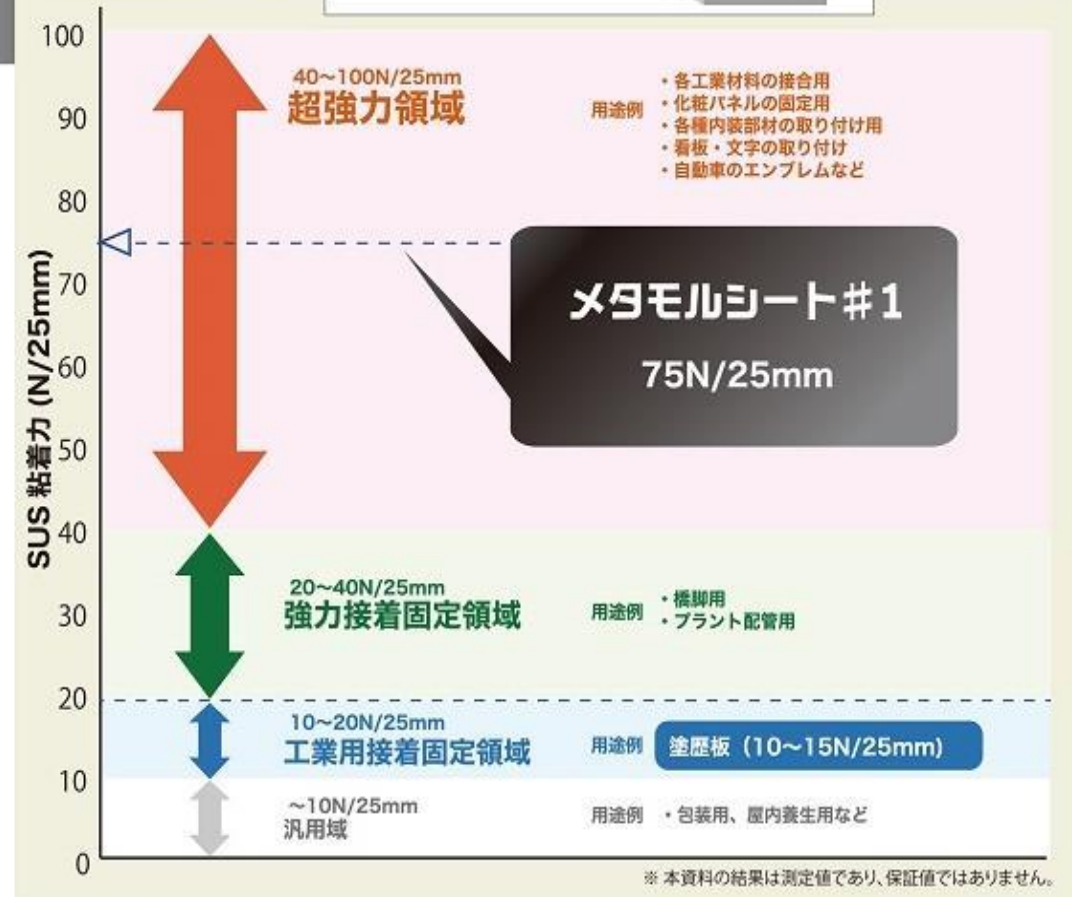 100
40～100N/25mm
超強力領域
用途例
・各工業材料の接合用
・化粧パネルの固定用
・各種内装部材の取り付け用
・看板・文字の取り付け
・自動車のエンブレムなど
90
80
メタモルシート#1
75N/25mm
70
60
50
SUS 粘着力 (N/25mm)
40
20～40N/25mm
強力接着固定領域
用途例
・橋脚用
・プラント配管用
30
20
10～20N/25mm
工業用接着固定領域
用途例
塗歴板（10～15N/25mm）
10
～10N/25mm
汎用域
用途例 ・包装用、屋内養生用など
0
※ 本資料の結果は測定値であり、保証値ではありません。